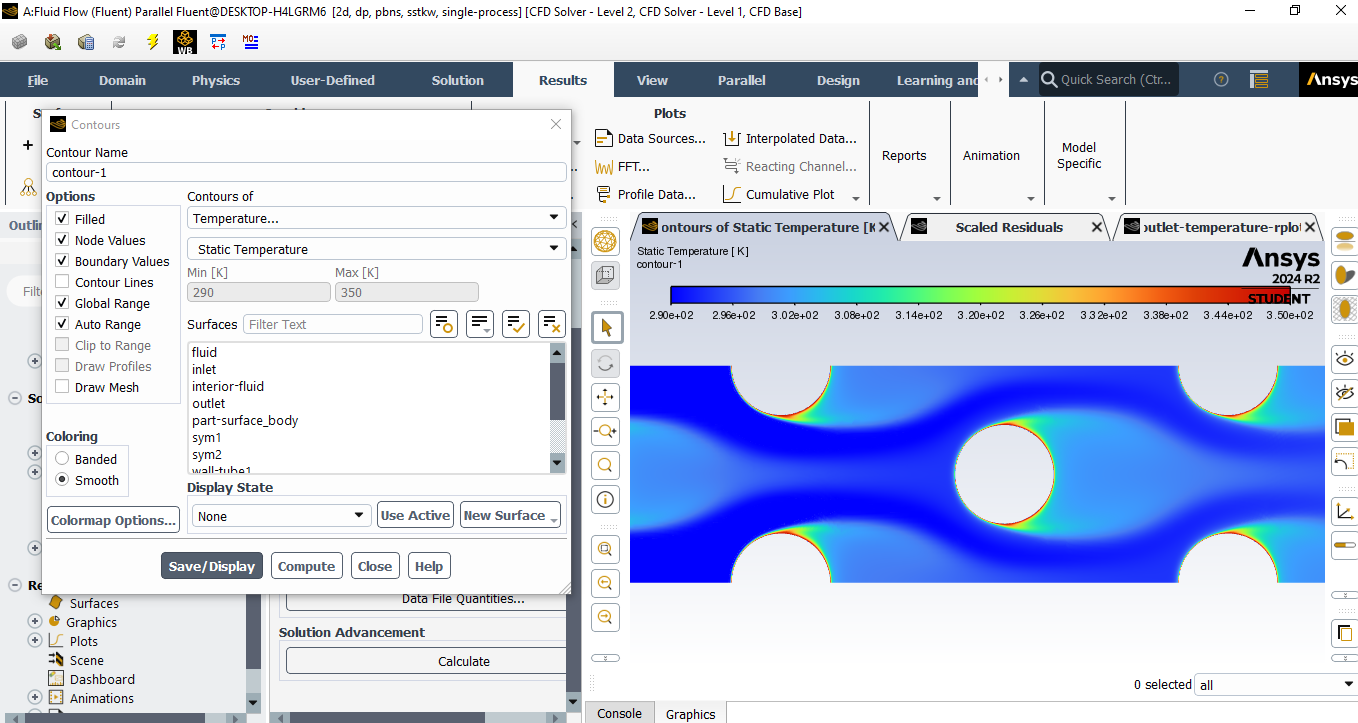 A:Fluid Flow (Fluent) Parallel Fluent@DESKTOP-H4LGRM6 [2d, dp, pbns, sstkw, single-process] [CFD Solver - Level 2, CFD Solver - Level 1, CFD Base]
WB
File Domain Physics User-Defined Solution Results View Parallel Design Learning and Quick Search (Ctr... Ansys
Plots
Data Sources... Interpolated Data...
FFT... Reacting Channel...
Profile Data... Cumulative Plot
Reports
Animation
Model
Specific
Contours
Contour Name
contour-1
Options
Filled
Node Values
Boundary Values
Contour Lines
Global Range
Auto Range
Clip to Range
Draw Profiles
Draw Mesh
Coloring
Banded
Smooth
Colormap Options...
Contours of
Temperature...
Static Temperature
Min [K] Max [K]
290 350
Surfaces Filter Text
fluid
inlet
interior-fluid
outlet
part-surface_body
sym1
sym2
wall-tube1
Display State
None Use Active New Surface
Save/Display Compute Close Help
Surfaces
Graphics
Plots
Scene
Dashboard
Animations
Data File Quantities...
Solution Advancement
Calculate
ontours of Static Temperature [K Scaled Residuals outlet-temperature-rplot
Static Temperature [ K]
contour-1
Ansys
2024 R2
STUDENT
2.90e+02 2.96e+02 3.02e+02 3.08e+02 3.14e+02 3.20e+02 3.26e+02 3.32e+02 3.38e+02 3.44e+02 3.50e+02
0 selected all
Console Graphics